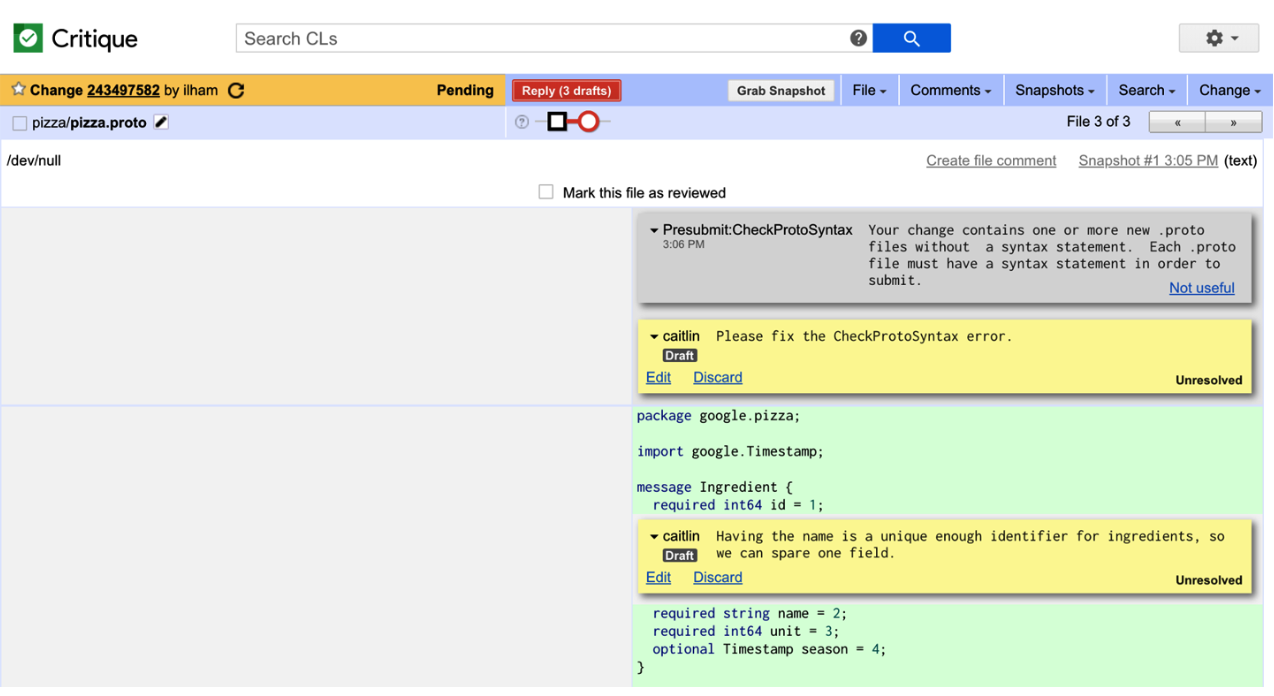 Critique
Search CLs
Change 243497582 by ilham
Pending
Reply (3 drafts)
Grab Snapshot
File
Comments
Snapshots
Search
Change
pizza/pizza.proto
File 3 of 3
«
»
/dev/null
Create file comment
Snapshot #1 3:05 PM (text)
Mark this file as reviewed
Presubmit:CheckProtoSyntax
3:06 PM
Your change contains one or more new .proto
files without  a syntax statement.  Each .proto
file must have a syntax statement in order to
submit.
Not useful
caitlin
Draft
Please fix the CheckProtoSyntax error.
Edit
Discard
Unresolved
package google.pizza;
import google.Timestamp;
message Ingredient {
  required int64 id = 1;
caitlin
Draft
Having the name is a unique enough identifier for ingredients, so
we can spare one field.
Edit
Discard
Unresolved
  required string name = 2;
  required int64 unit = 3;
  optional Timestamp season = 4;
}